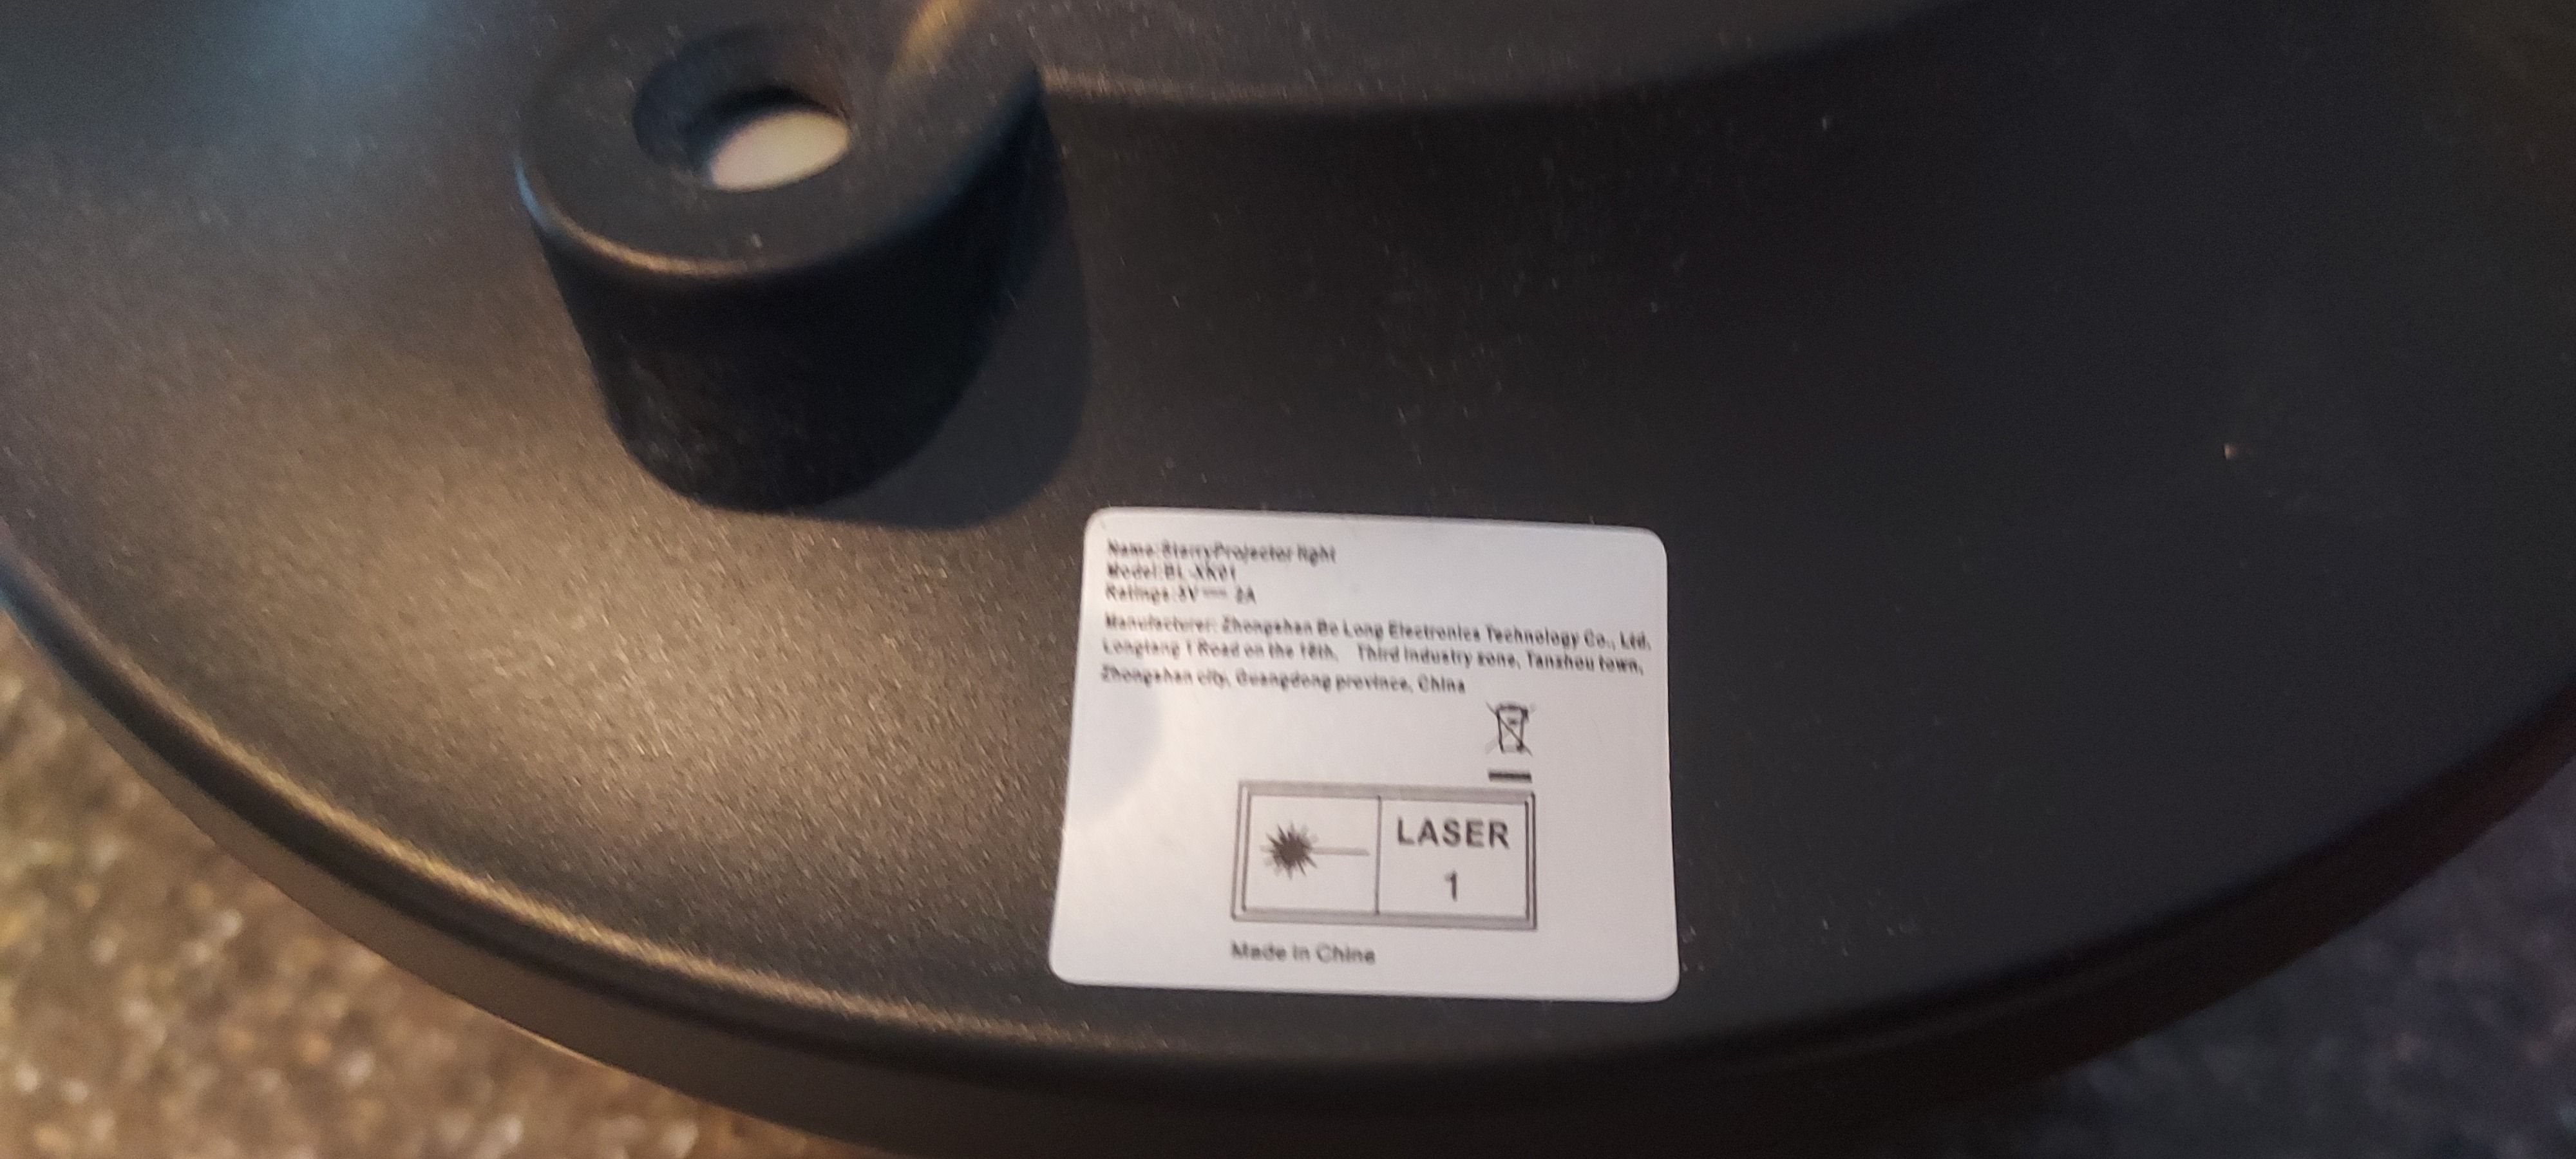 Name:StarryProjector light
Model:BL-XK01
Ratings:5V 2A
Manufacturer: Zhongshan Bo Long Electronics Technology Co., Ltd.
Longtang 1 Road on the 18th, Third industry zone, Tanzhou town,
Zhongshan city, Guangdong province, China
LASER
1
Made in China